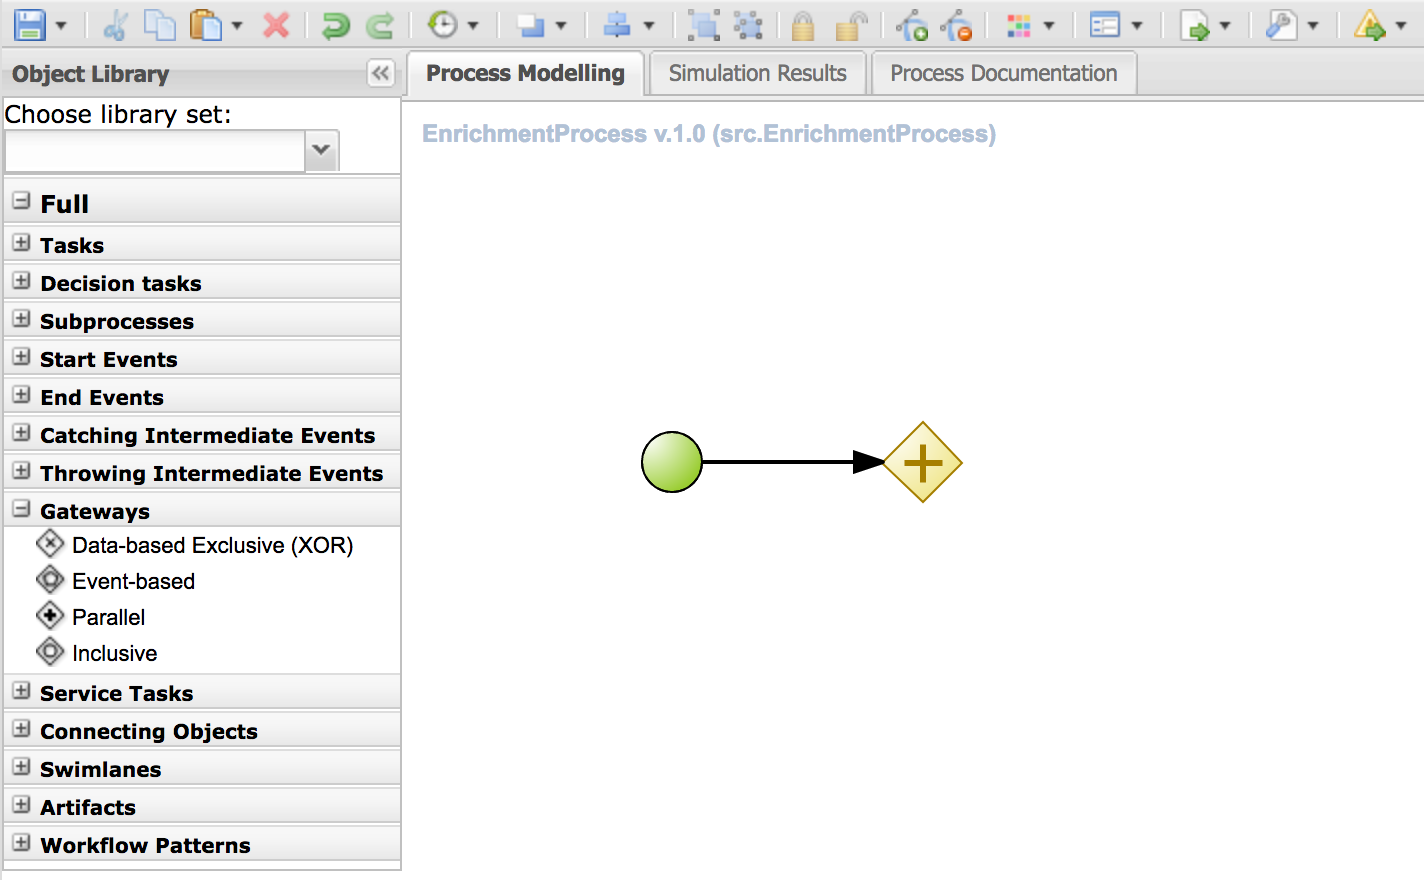 Object Library
Process Modelling
Simulation Results
Process Documentation
Choose library set:
EnrichmentProcess v.1.0 (src.EnrichmentProcess)
Full
Tasks
Decision tasks
Subprocesses
Start Events
End Events
Catching Intermediate Events
Throwing Intermediate Events
Gateways
Data-based Exclusive (XOR)
Event-based
Parallel
Inclusive
Service Tasks
Connecting Objects
Swimlanes
Artifacts
Workflow Patterns